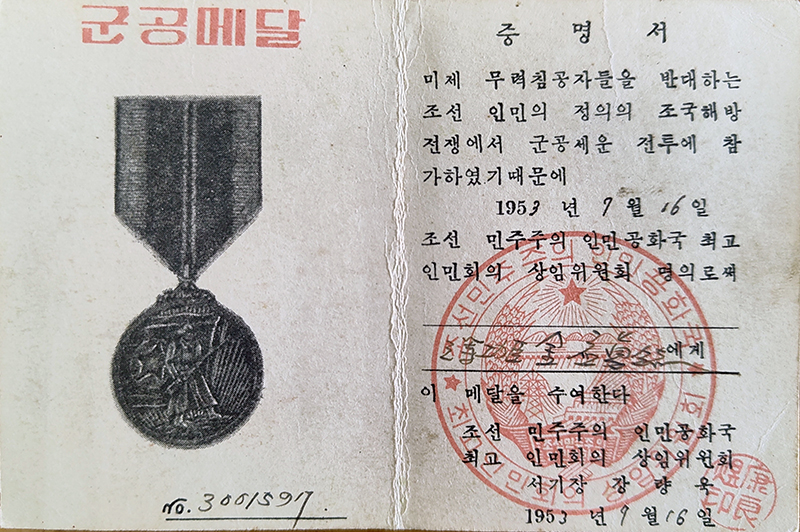 군공메달
No. 3001597.
중 명 서
미제 무력침공자들을 반대하는
조선 인민의 정의의 조국해방
전쟁에서 군공세운 전투에 참
가하였기때문에
1953 년 7 월 16 일
조선 민주주의 인민공화국 최고
인민회의 상임위원회 명의로써
에게
이 메달을 수여한다
조선 민주주의 인민공화국
최고 인민회의 상임위원회
서기장 강량욱
1953 년 7 월 16 일